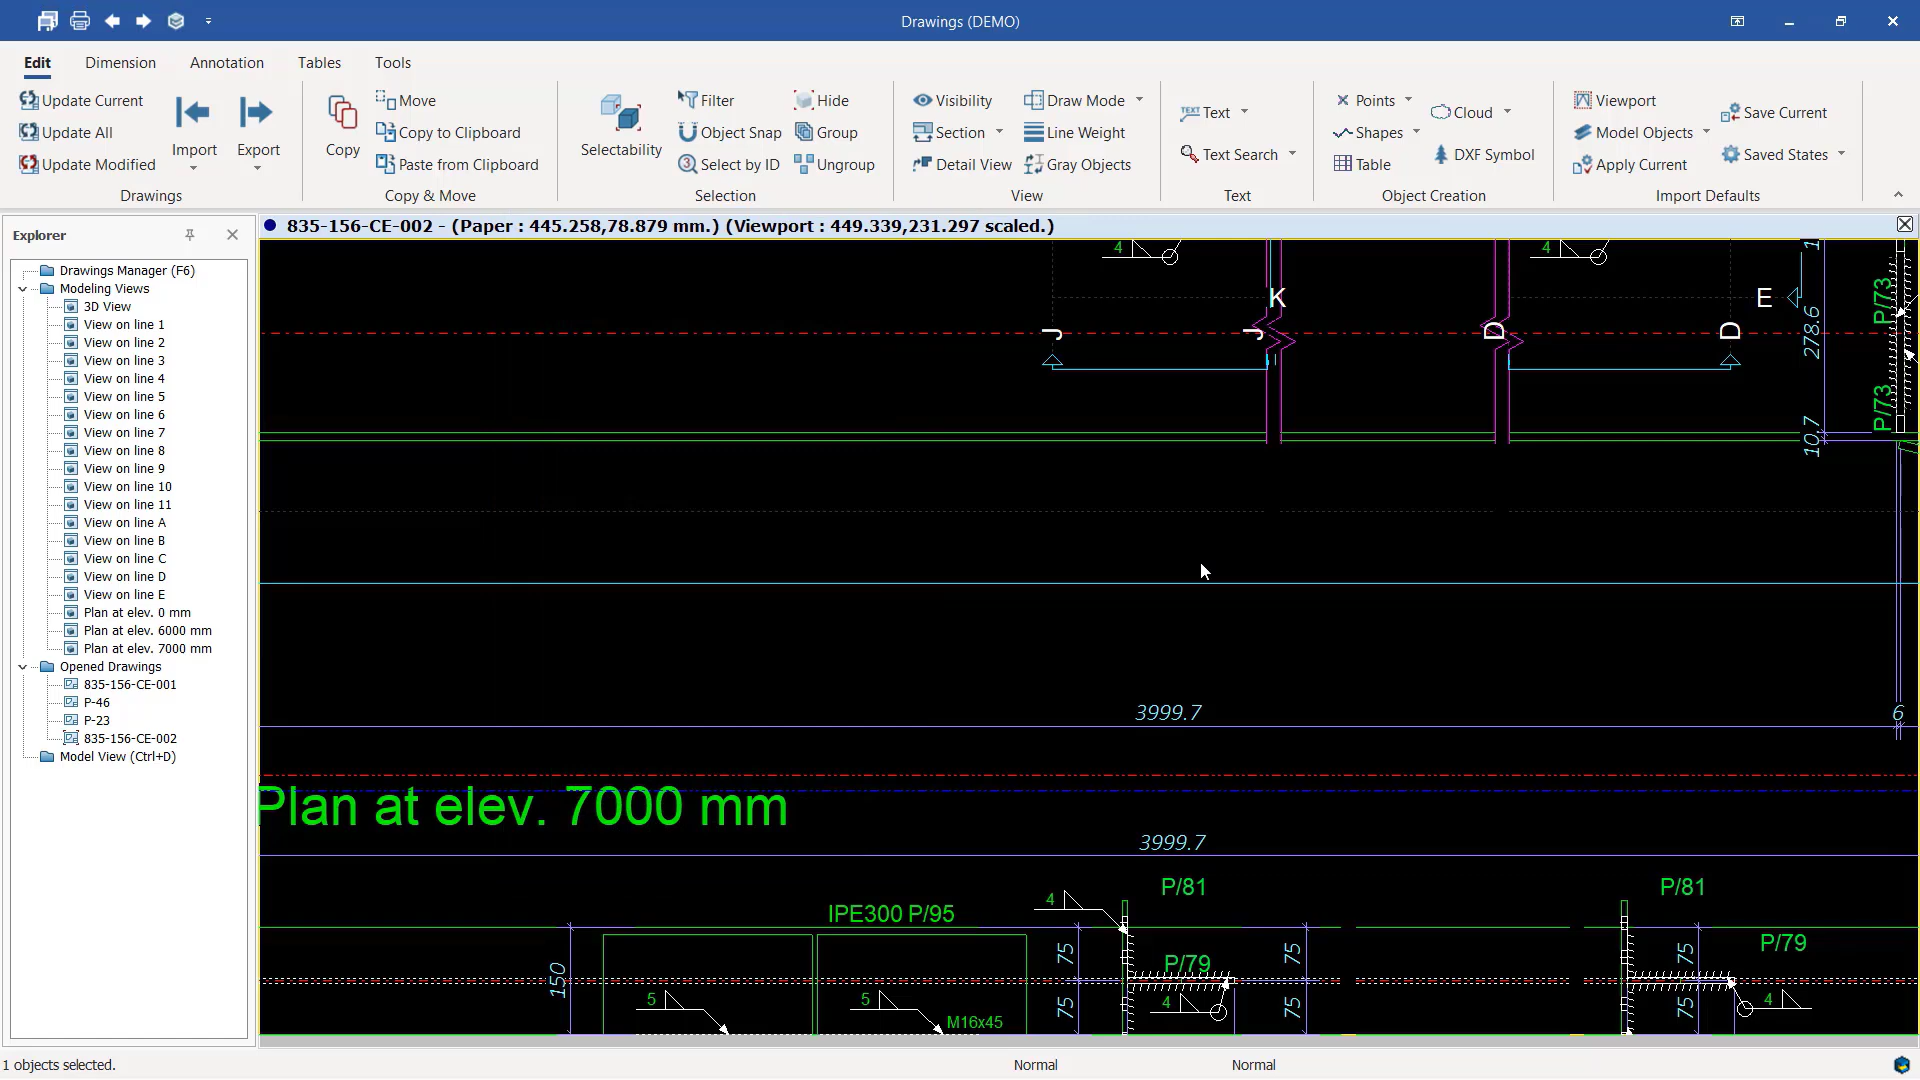 Drawings (DEMO)
Edit Dimension Annotation Tables Tools
Update Current
Update All
Update Modified
Import
Export
Drawings
Copy
Move
Copy to Clipboard
Paste from Clipboard
Copy & Move
Selectability
Filter
Object Snap
Select by ID
Hide
Group
Ungroup
Selection
Visibility
Section
Detail View
Draw Mode
Line Weight
Gray Objects
View
Text
Text Search
Text
Points
Shapes
Table
Cloud
DXF Symbol
Object Creation
Viewport
Model Objects
Apply Current
Save Current
Saved States
Import Defaults
Explorer
Drawings Manager (F6)
Modeling Views
3D View
View on line 1
View on line 2
View on line 3
View on line 4
View on line 5
View on line 6
View on line 7
View on line 8
View on line 9
View on line 10
View on line 11
View on line A
View on line B
View on line C
View on line D
View on line E
Plan at elev. 0 mm
Plan at elev. 6000 mm
Plan at elev. 7000 mm
Opened Drawings
835-156-CE-001
P-46
P-23
835-156-CE-002
Model View (Ctrl+D)
835-156-CE-002 - (Paper : 445.258,78.879 mm.) (Viewport : 449.339,231.297 scaled.)
4 4
K E
J J D D
278.6
P/73
P/73
10.7
3999.7 6
Plan at elev. 7000 mm
3999.7
P/81 P/81
4
IPE300 P/95
P/79 P/79
150 75 75 75
5 5 4 4
M16x45
75 75 75
1 objects selected. Normal Normal